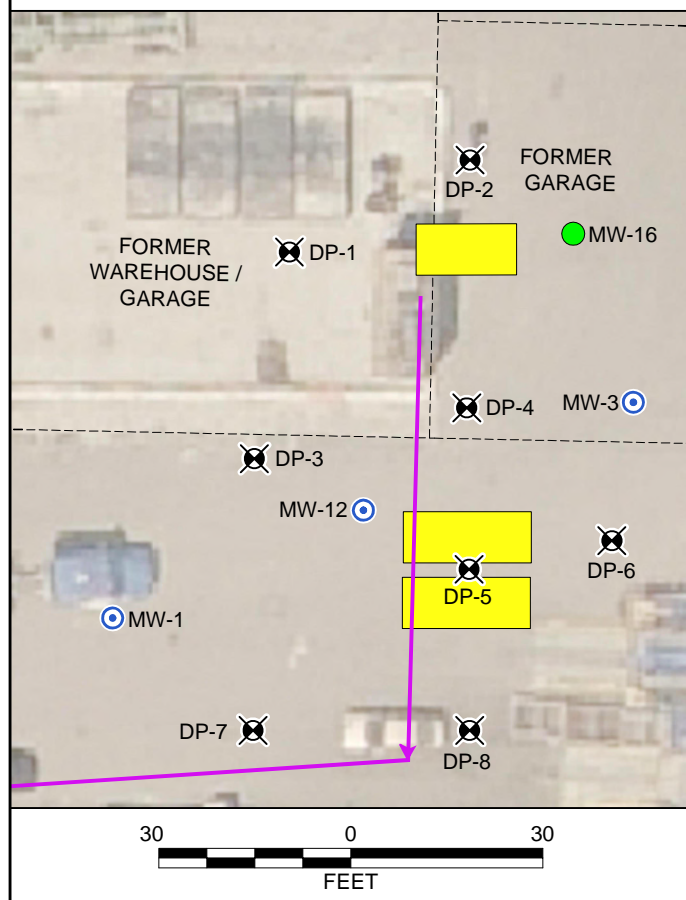 DP-2
FORMER
GARAGE
MW-16
FORMER
WAREHOUSE /
GARAGE
DP-1
DP-4
MW-3
DP-3
MW-12
DP-6
DP-5
MW-1
DP-7
DP-8
30 0 30
FEET